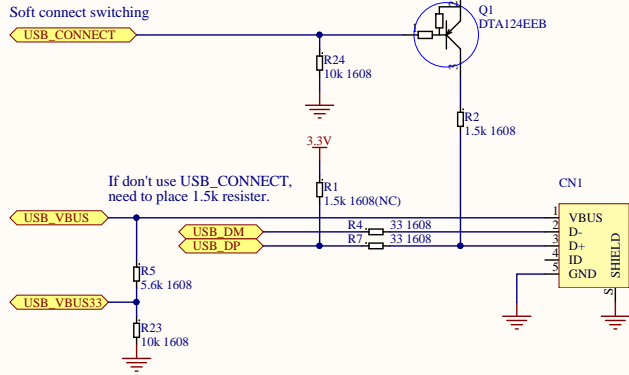 Soft connect switching
USB_CONNECT
Q1
DTA124EEB
R24
10k 1608
R2
1.5k 1608
3.3V
If don't use USB_CONNECT,
need to place 1.5k resister.
R1
1.5k 1608(NC)
CN1
USB_VBUS
1
VBUS
USB_DM
R4
33 1608
2
D-
USB_DP
R7
33 1608
3
D+
4
ID
5
GND
SHIELD
S
R5
5.6k 1608
USB_VBUS33
R23
10k 1608